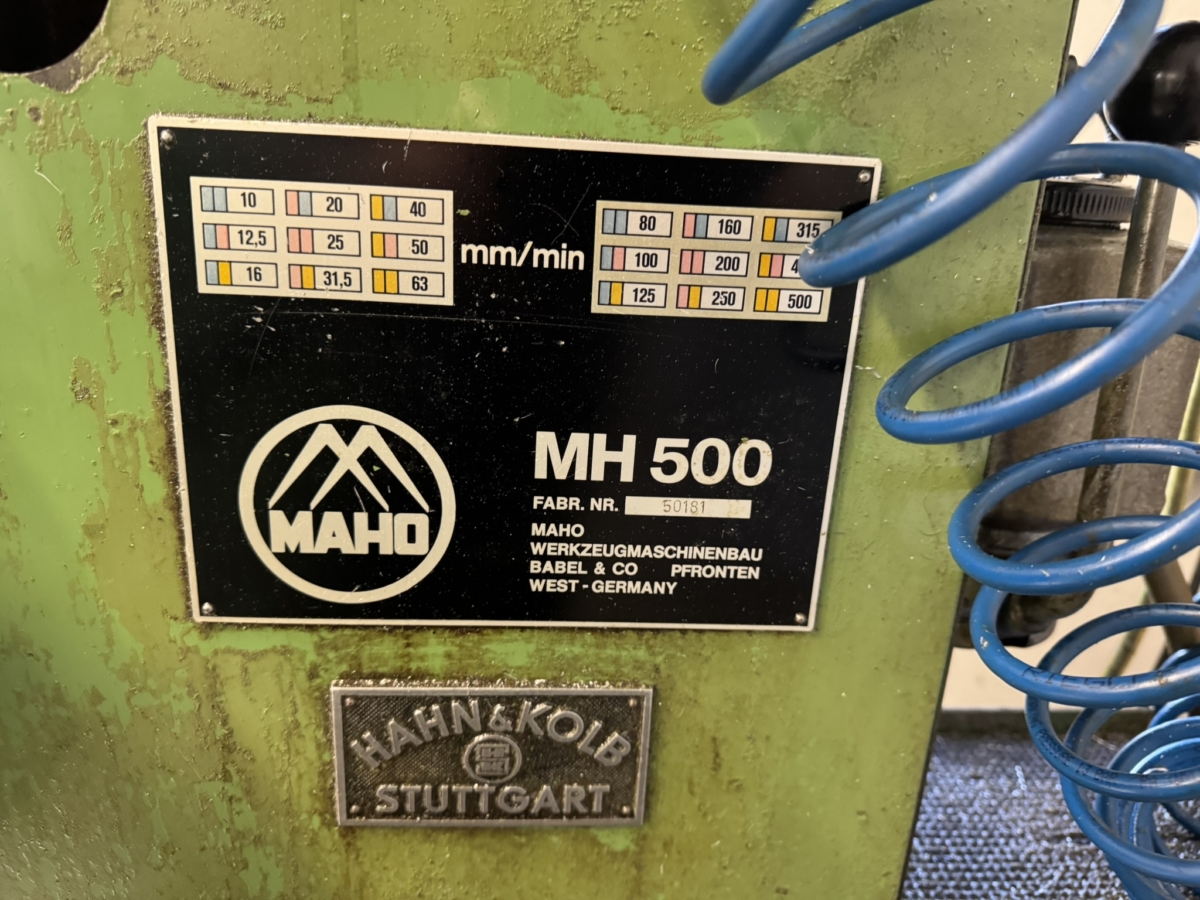 10 20 40
12,5 25 50
16 31,5 63
mm/min
80 160 315
100 200
125 250 500
MAHO
MH 500
FABR. NR. 50181
MAHO
WERKZEUGMASCHINENBAU
BABEL & CO PFRONTEN
WEST-GERMANY
HAHN & KOLB
STUTTGART